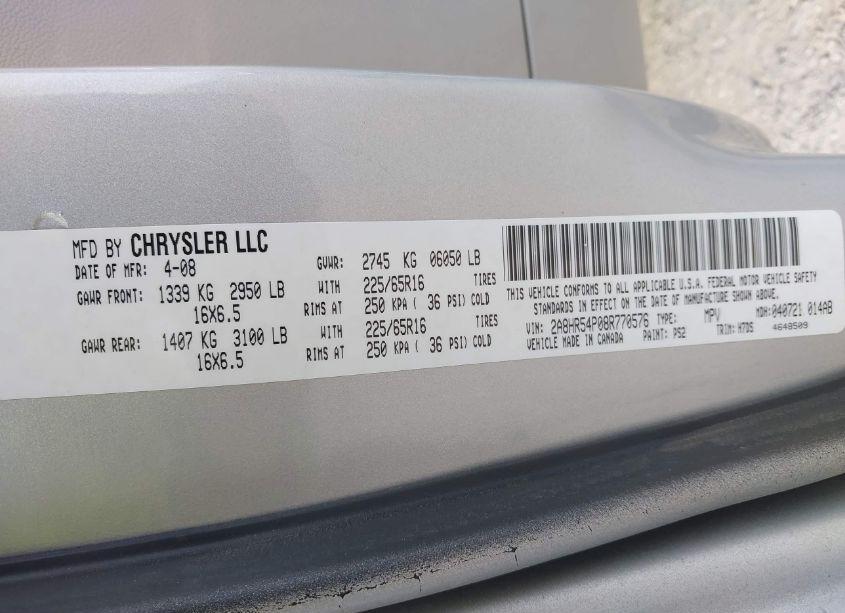 MFD BY CHRYSLER LLC
DATE OF MFR: 4-08
GAWR FRONT: 1339 KG 2950 LB
16X6.5
GAWR REAR: 1407 KG 3100 LB
16X6.5
GVWR: 2745 KG 06050 LB
WITH 225/65R16 TIRES
RIMS AT 250 KPA ( 36 PSI) COLD
WITH 225/65R16 TIRES
RIMS AT 250 KPA ( 36 PSI) COLD
THIS VEHICLE CONFORMS TO ALL APPLICABLE U.S.A. FEDERAL MOTOR VEHICLE SAFETY
STANDARDS IN EFFECT ON THE DATE OF MANUFACTURE SHOWN ABOVE.
VIN: 2A8HR54P08R770576 TYPE: MPV MDH:040721 014AB
VEHICLE MADE IN CANADA PAINT: PS2 TRIM: H7DS 4648509